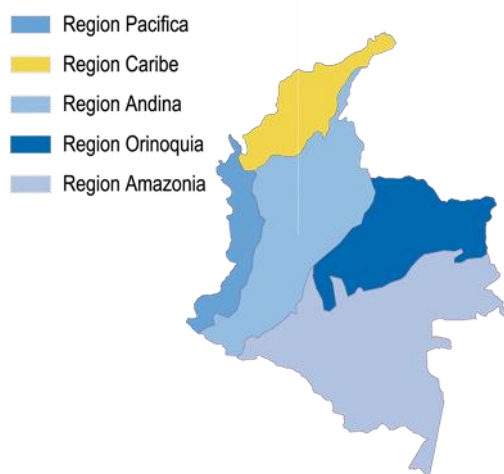 Region Pacifica
Region Caribe
Region Andina
Region Orinoquia
Region Amazonia